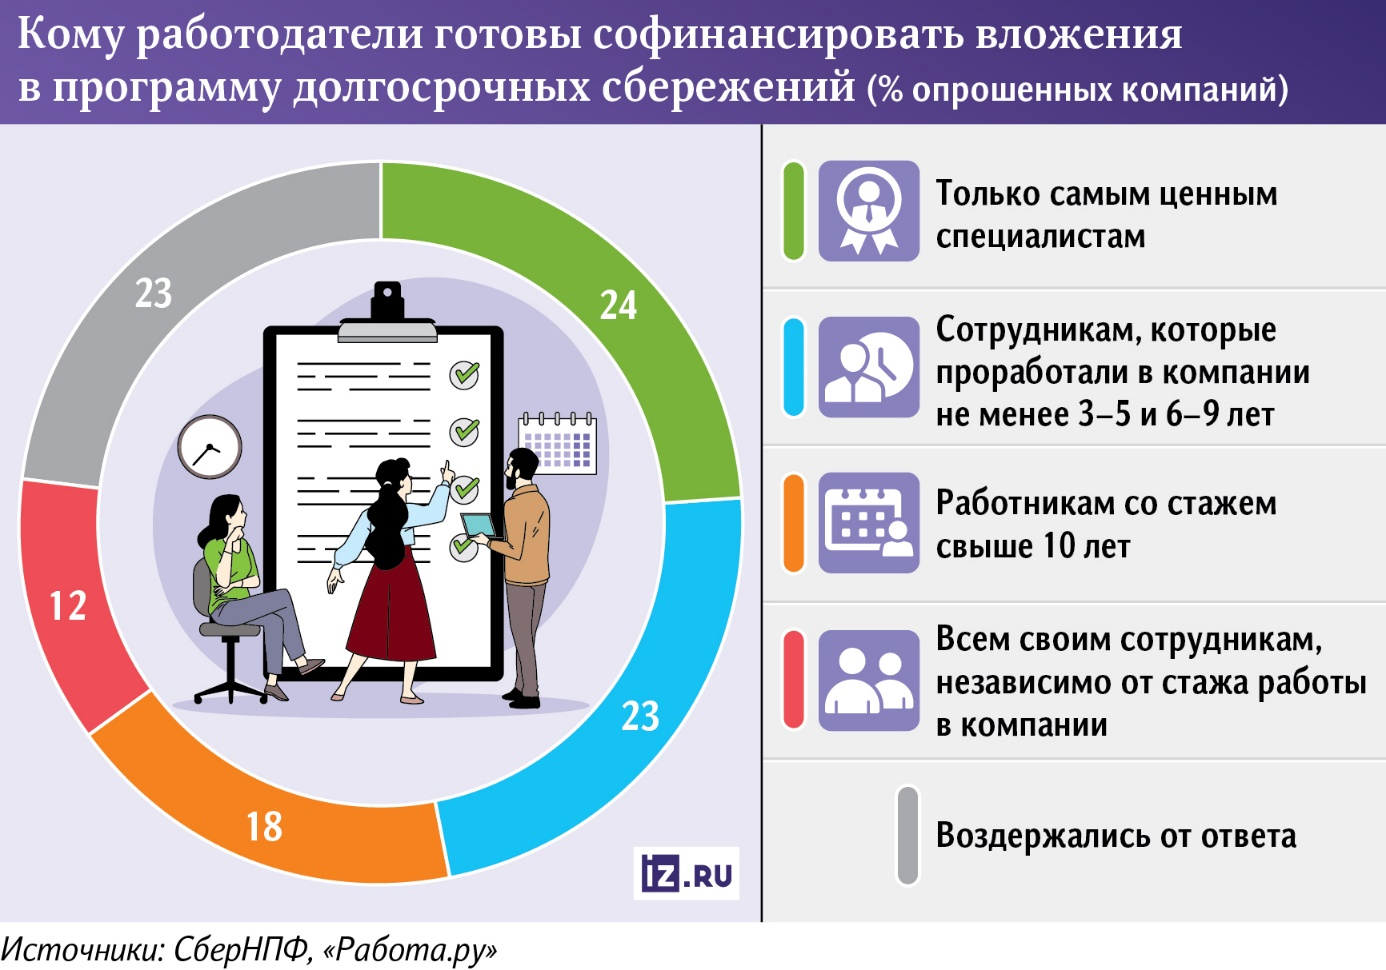 Кому работодатели готовы софинансировать вложения
в программу долгосрочных сбережений (% опрошенных компаний)
23
24
12
23
18
Только самым ценным
специалистам
Сотрудникам, которые
проработали в компании
не менее 3–5 и 6–9 лет
Работникам со стажем
свыше 10 лет
Всем своим сотрудникам,
независимо от стажа работы
в компании
Воздержались от ответа
iz.RU
Источники: СберНПФ, «Работа.ру»